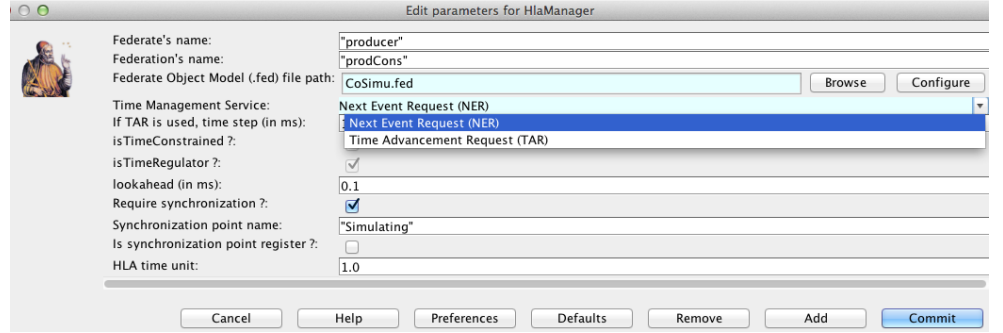 Edit parameters for HlaManager
Federate's name: "producer"
Federation's name: "prodCons"
Federate Object Model (.fed) file path: CoSimu.fed Browse Configure
Time Management Service: Next Event Request (NER)
If TAR is used, time step (in ms): Next Event Request (NER)
isTimeConstrained ?: Time Advancement Request (TAR)
isTimeRegulator ?:
lookahead (in ms): 0.1
Require synchronization ?:
Synchronization point name: "Simulating"
Is synchronization point register ?:
HLA time unit: 1.0
Cancel Help Preferences Defaults Remove Add Commit